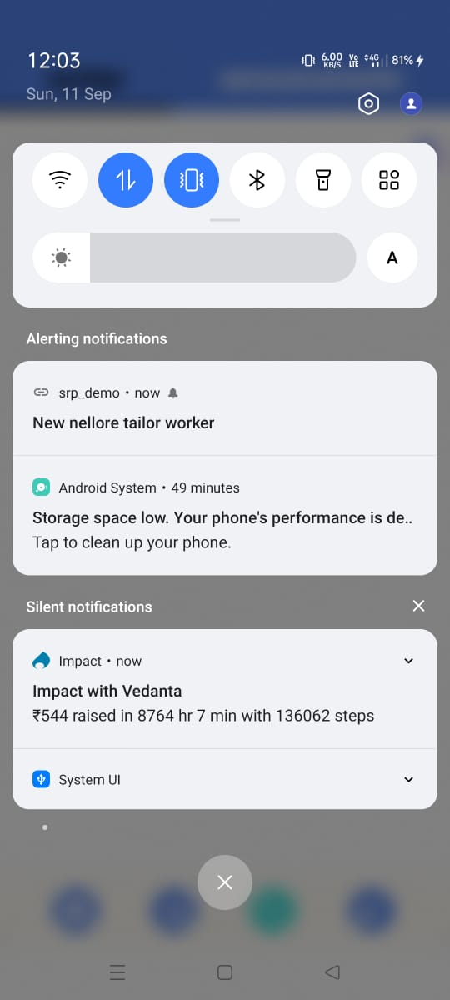 12:03
6.00 KB/S Vo LTE 4G 81%
Sun, 11 Sep
A
Alerting notifications
srp_demo • now
New nellore tailor worker
Android System • 49 minutes
Storage space low. Your phone's performance is de..
Tap to clean up your phone.
Silent notifications
Impact • now
Impact with Vedanta
₹544 raised in 8764 hr 7 min with 136062 steps
System UI